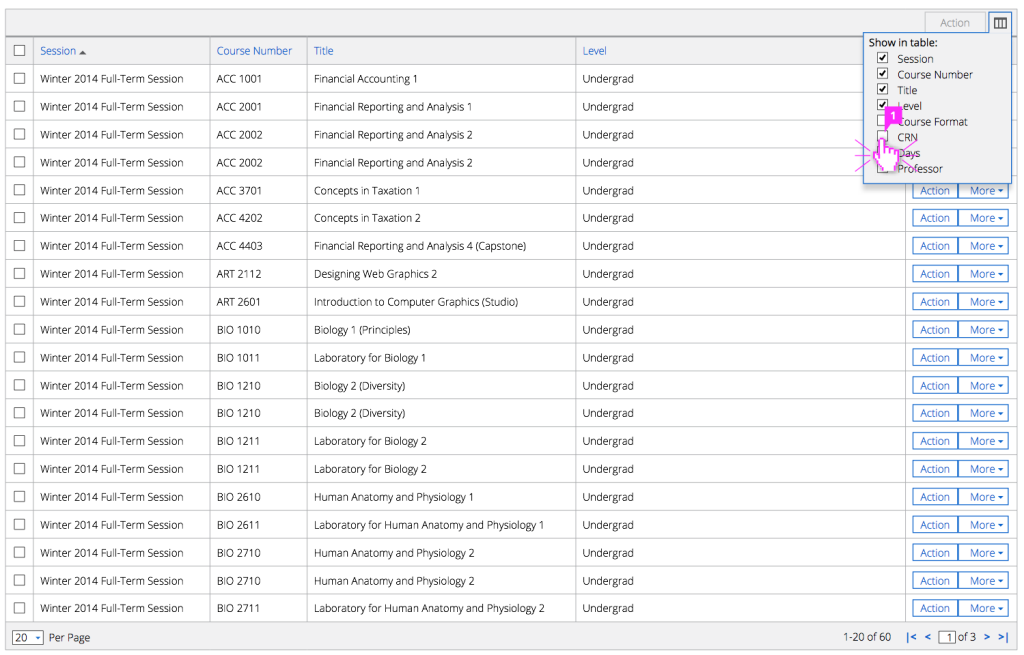 Action
Session Course Number Title Level
Show in table:
Session
Course Number
Title
Level
1
Course Format
CRN
Days
Professor
Winter 2014 Full-Term Session ACC 1001 Financial Accounting 1 Undergrad
Winter 2014 Full-Term Session ACC 2001 Financial Reporting and Analysis 1 Undergrad
Winter 2014 Full-Term Session ACC 2002 Financial Reporting and Analysis 2 Undergrad
Winter 2014 Full-Term Session ACC 2002 Financial Reporting and Analysis 2 Undergrad
Winter 2014 Full-Term Session ACC 3701 Concepts in Taxation 1 Undergrad Action More
Winter 2014 Full-Term Session ACC 4202 Concepts in Taxation 2 Undergrad Action More
Winter 2014 Full-Term Session ACC 4403 Financial Reporting and Analysis 4 (Capstone) Undergrad Action More
Winter 2014 Full-Term Session ART 2112 Designing Web Graphics 2 Undergrad Action More
Winter 2014 Full-Term Session ART 2601 Introduction to Computer Graphics (Studio) Undergrad Action More
Winter 2014 Full-Term Session BIO 1010 Biology 1 (Principles) Undergrad Action More
Winter 2014 Full-Term Session BIO 1011 Laboratory for Biology 1 Undergrad Action More
Winter 2014 Full-Term Session BIO 1210 Biology 2 (Diversity) Undergrad Action More
Winter 2014 Full-Term Session BIO 1210 Biology 2 (Diversity) Undergrad Action More
Winter 2014 Full-Term Session BIO 1211 Laboratory for Biology 2 Undergrad Action More
Winter 2014 Full-Term Session BIO 1211 Laboratory for Biology 2 Undergrad Action More
Winter 2014 Full-Term Session BIO 2610 Human Anatomy and Physiology 1 Undergrad Action More
Winter 2014 Full-Term Session BIO 2611 Laboratory for Human Anatomy and Physiology 1 Undergrad Action More
Winter 2014 Full-Term Session BIO 2710 Human Anatomy and Physiology 2 Undergrad Action More
Winter 2014 Full-Term Session BIO 2710 Human Anatomy and Physiology 2 Undergrad Action More
Winter 2014 Full-Term Session BIO 2711 Laboratory for Human Anatomy and Physiology 2 Undergrad Action More
20 Per Page 1-20 of 60 |< < 1 of 3 > >|